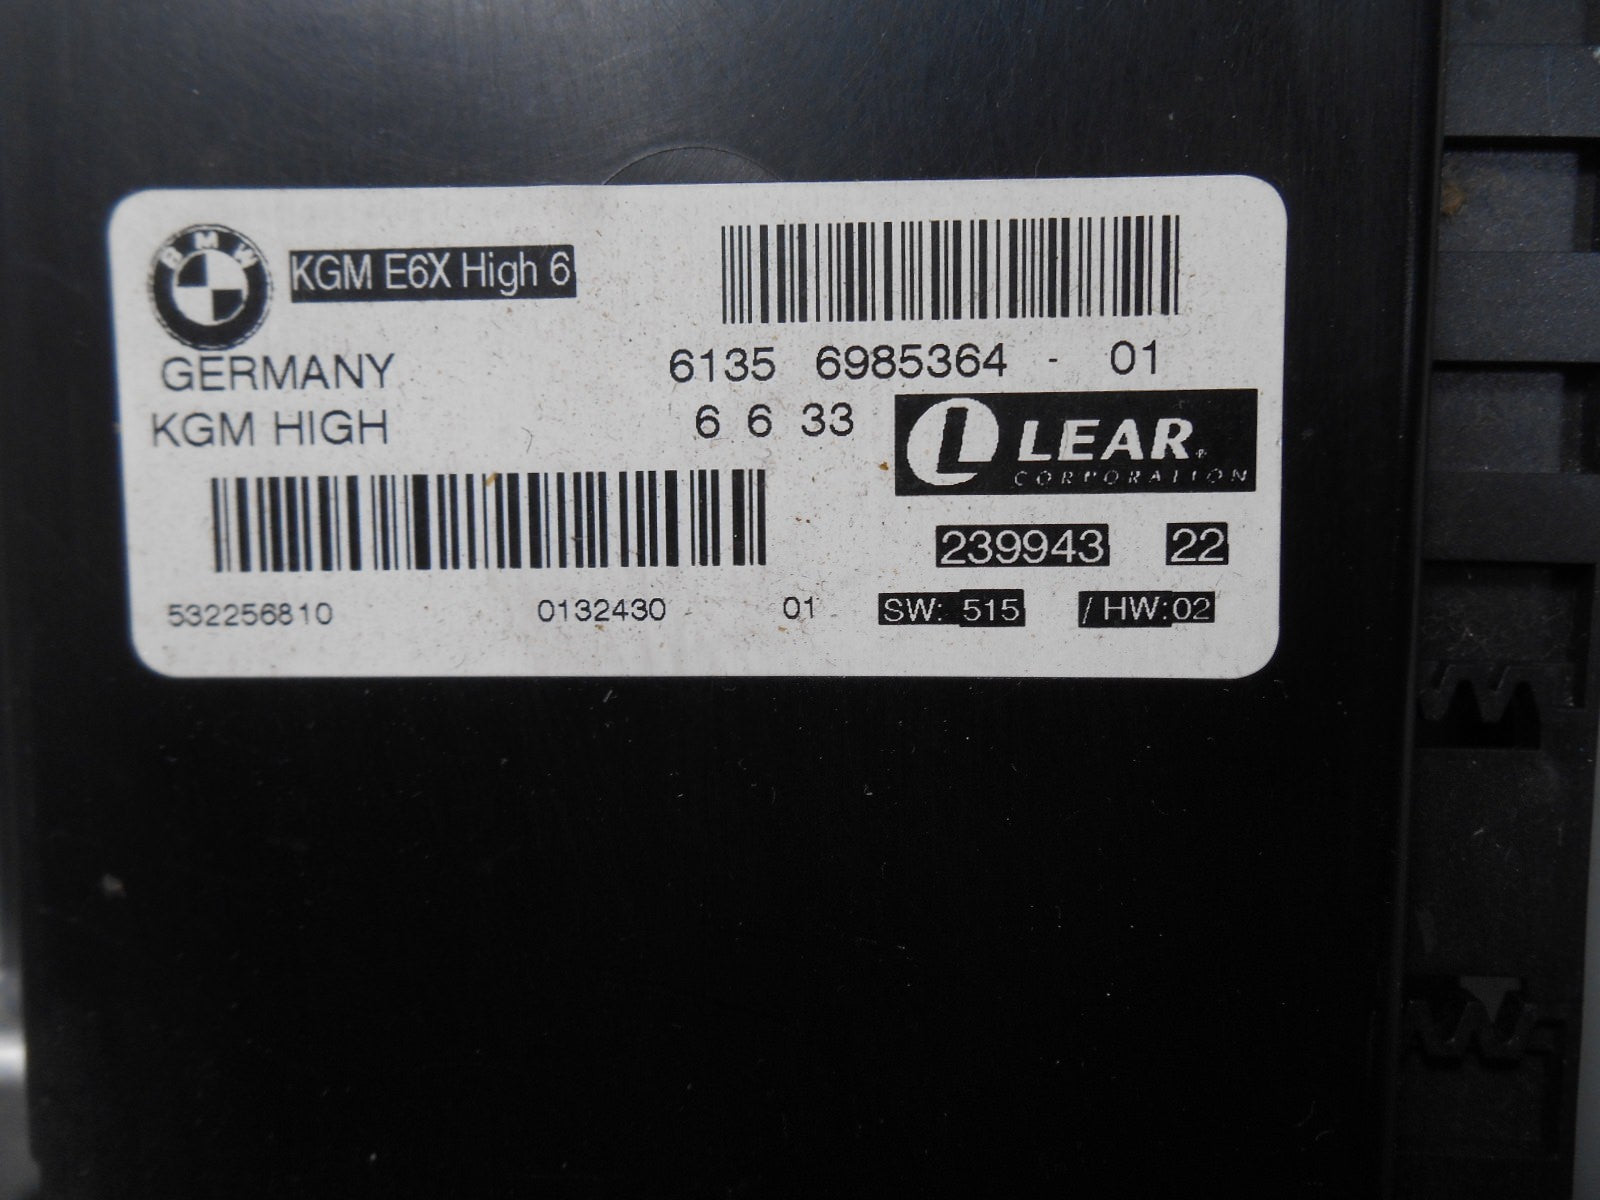 BMW
KGM E6X High 6
GERMANY
KGM HIGH
6135 6985364 - 01
6 6 33
LEAR
CORPORATION
239943 22
532256810 0132430 01
SW: 515 / HW:02